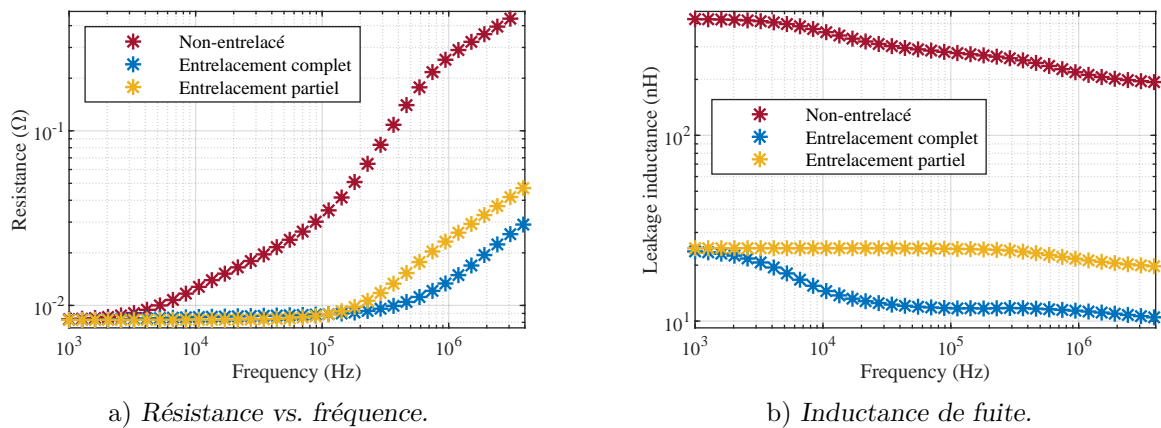 Non-entrelacé
Entrelacement complet
Entrelacement partiel
Resistance (Ω)
10⁻¹
10⁻²
10³
10⁴
10⁵
10⁶
Frequency (Hz)
a) Résistance vs. fréquence.
Non-entrelacé
Entrelacement complet
Entrelacement partiel
Leakage inductance (nH)
10²
10¹
10³
10⁴
10⁵
10⁶
Frequency (Hz)
b) Inductance de fuite.